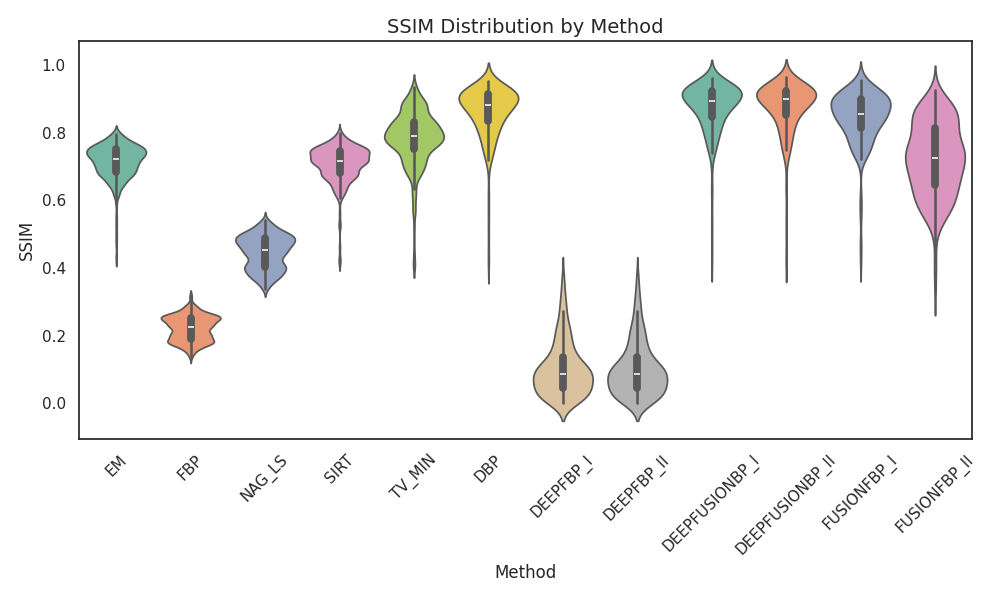 SSIM Distribution by Method
SSIM
1.0
0.8
0.6
0.4
0.2
0.0
EM
FBP
NAG_LS
SIRT
TV_MIN
DBP
DEEPFBP_I
DEEPFBP_II
DEEPFUSIONBP_I
DEEPFUSIONBP_II
FUSIONFBP_I
FUSIONFBP_II
Method